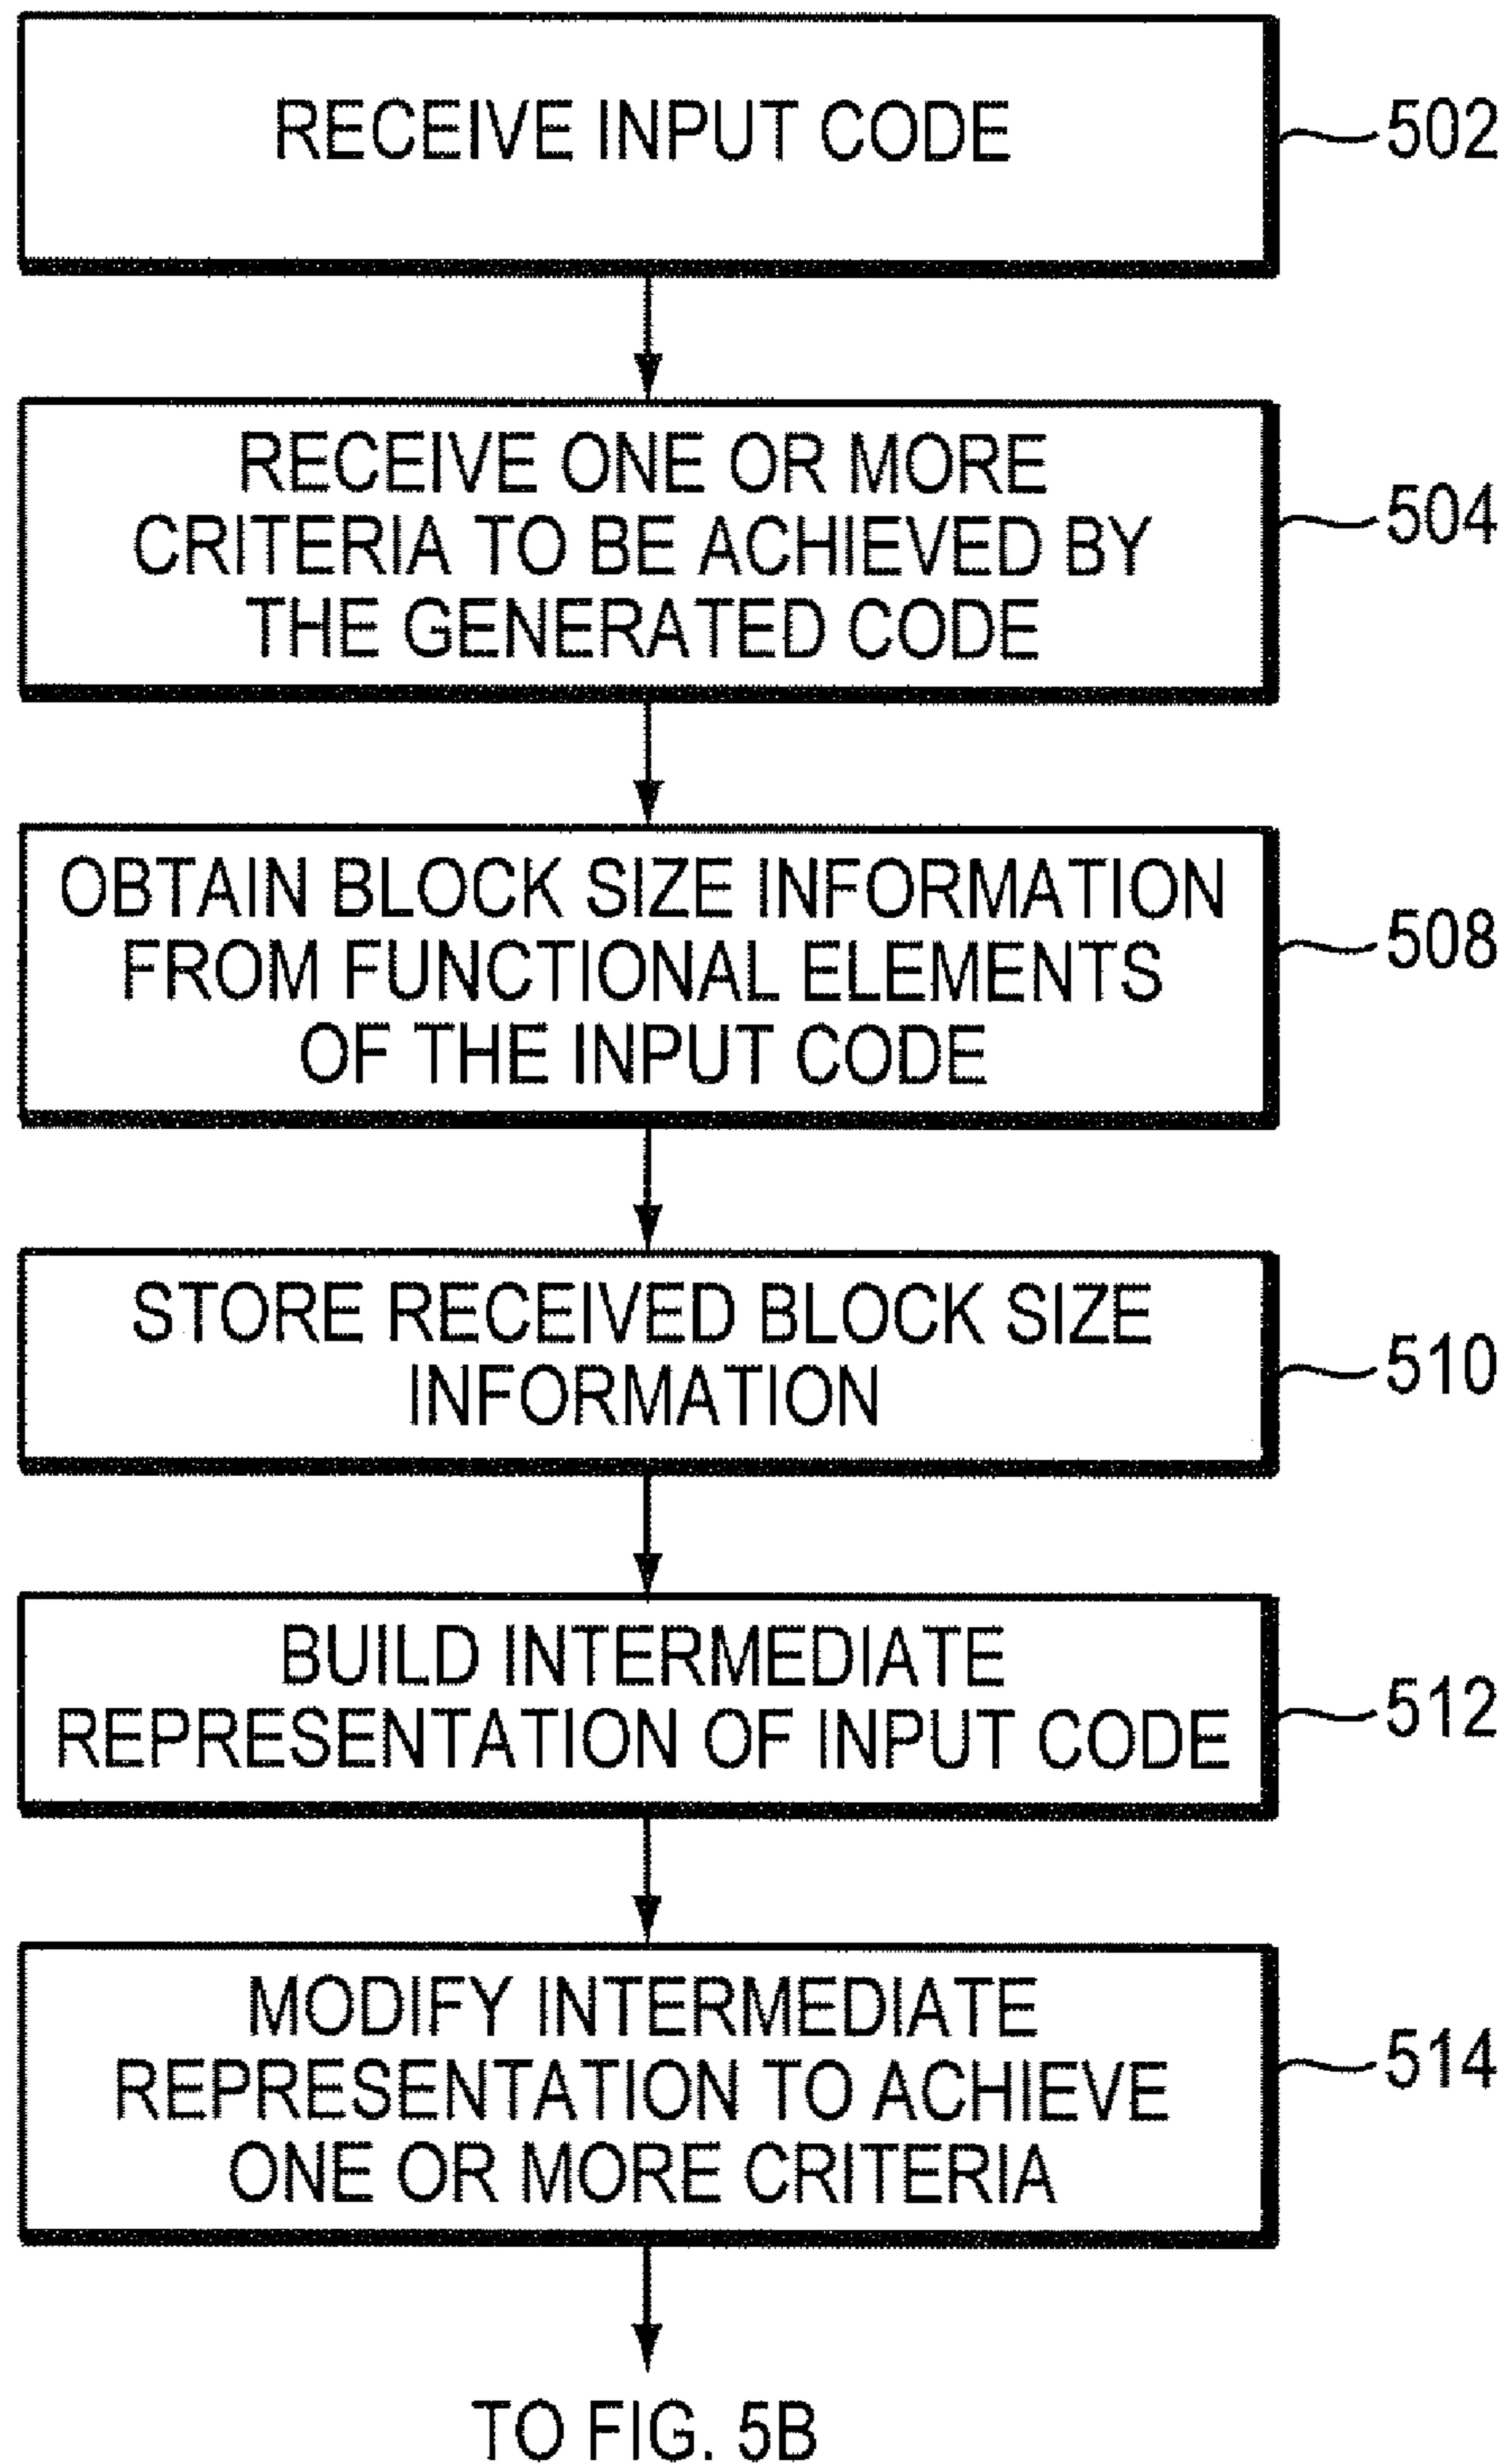 RECEIVE INPUT CODE
502
RECEIVE ONE OR MORE
CRITERIA TO BE ACHIEVED BY
THE GENERATED CODE
504
OBTAIN BLOCK SIZE INFORMATION
FROM FUNCTIONAL ELEMENTS
OF THE INPUT CODE
508
STORE RECEIVED BLOCK SIZE
INFORMATION
510
BUILD INTERMEDIATE
REPRESENTATION OF INPUT CODE
512
MODIFY INTERMEDIATE
REPRESENTATION TO ACHIEVE
ONE OR MORE CRITERIA
514
TO FIG. 5B